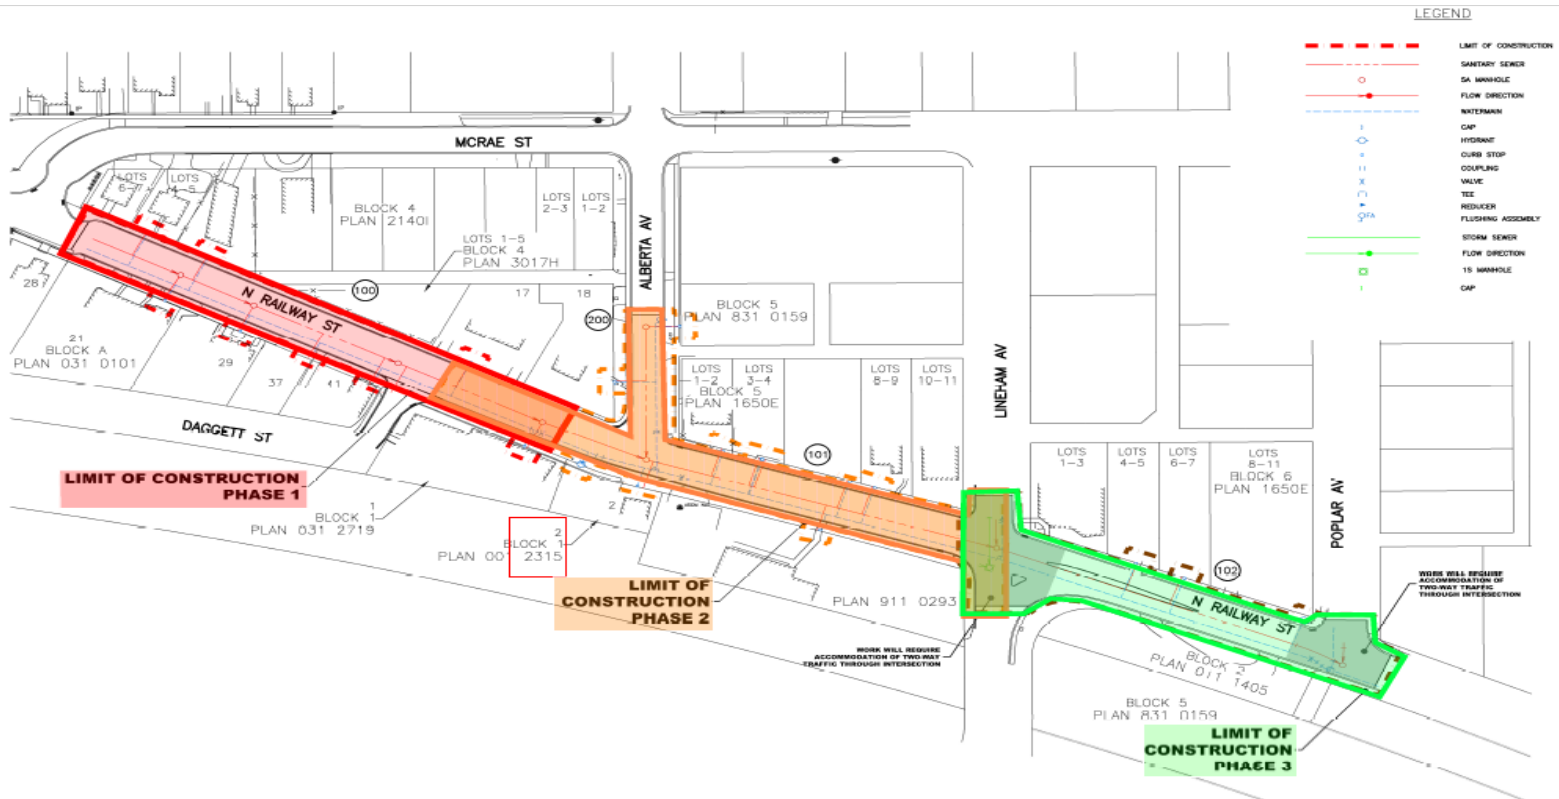 LEGEND
LIMIT OF CONSTRUCTION
SANITARY SEWER
SA MANHOLE
FLOW DIRECTION
WATERMAIN
CAP
HYDRANT
CURB STOP
COUPLING
VALVE
TEE
REDUCER
FA
FLUSHING ASSEMBLY
STORM SEWER
FLOW DIRECTION
1S MANHOLE
CAP
MCRAE ST
LOTS
6-7
LOTS
4-5
BLOCK 4
PLAN 2140I
LOTS
2-3
LOTS
1-2
LOTS 1-5
BLOCK 4
PLAN 3017H
ALBERTA AV
N RAILWAY ST
100
17
18
200
BLOCK 5
PLAN 831 0159
28
21
BLOCK A
PLAN 031 0101
29
37
41
DAGGETT ST
LOTS
1-2
LOTS
3-4
BLOCK 5
PLAN 1650E
LOTS
8-9
LOTS
10-11
LINEHAM AV
101
LIMIT OF CONSTRUCTION
PHASE 1
1
BLOCK 1
PLAN 031 2719
2
BLOCK 1
PLAN 001 2315
2
LIMIT OF
CONSTRUCTION
PHASE 2
PLAN 911 0293
WORK WILL REQUIRE
ACCOMMODATION OF TWO-WAY
TRAFFIC THROUGH INTERSECTION
LOTS
1-3
LOTS
4-5
LOTS
6-7
LOTS
8-11
BLOCK 6
PLAN 1650E
POPLAR AV
102
N RAILWAY ST
WORK WILL REQUIRE
ACCOMMODATION OF
TWO-WAY TRAFFIC
THROUGH INTERSECTION
BLOCK 2
PLAN 011 1405
BLOCK 5
PLAN 831 0159
LIMIT OF
CONSTRUCTION
PHASE 3